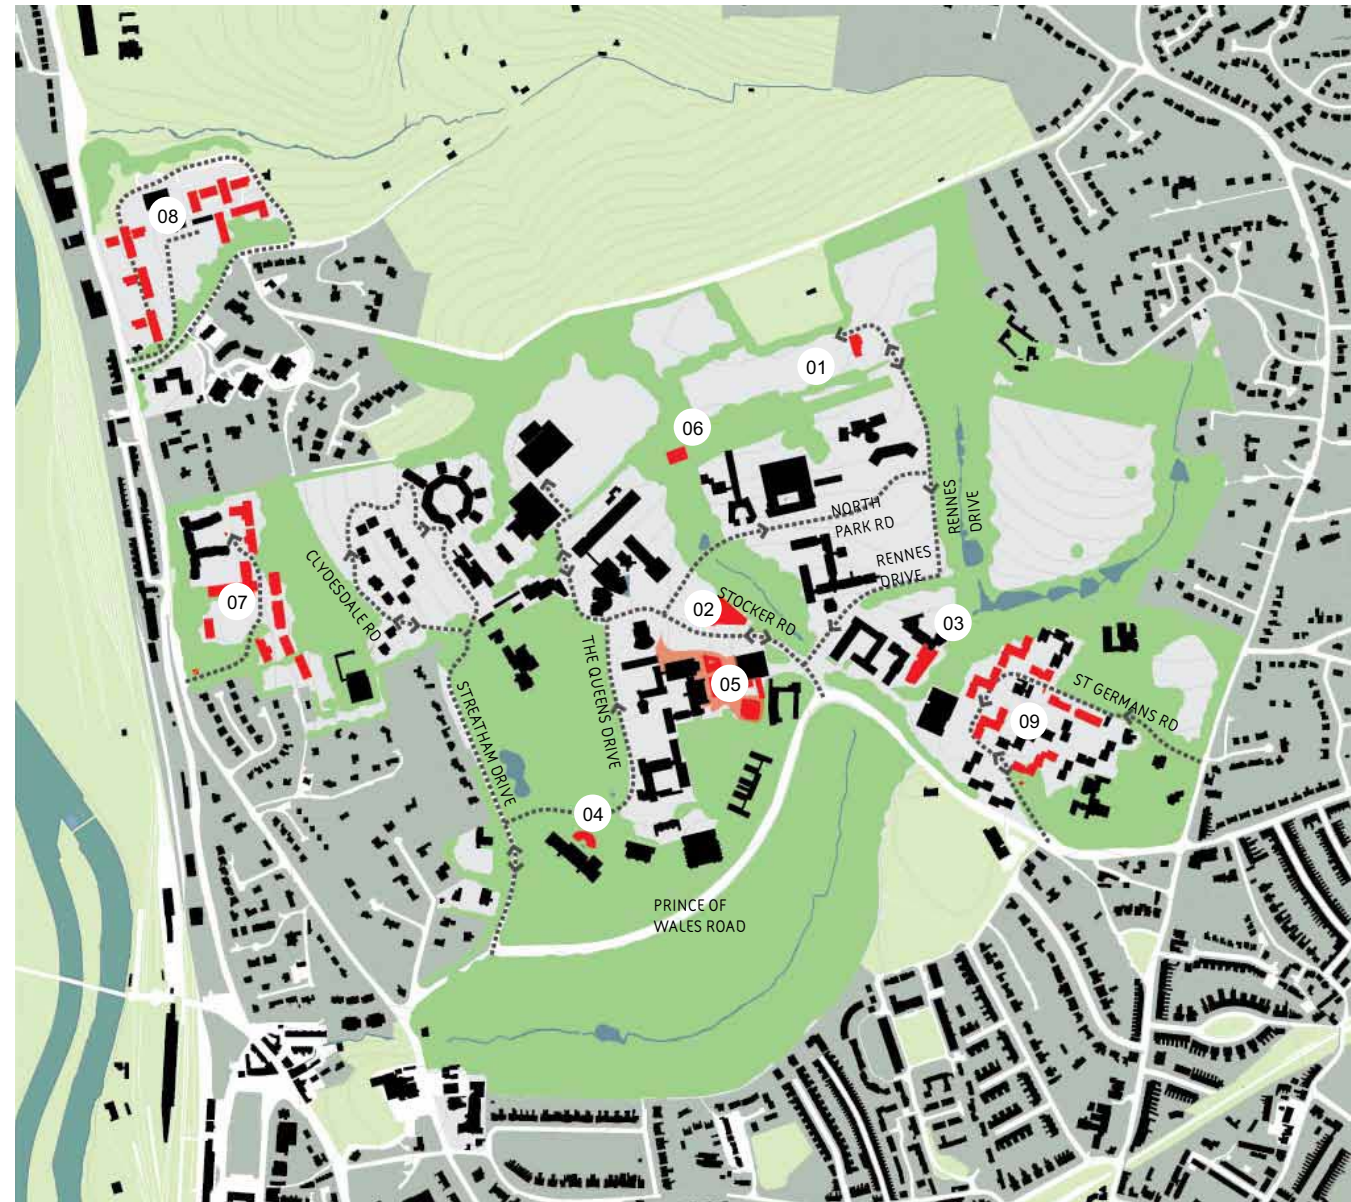 08
01
06
NORTH
PARK RD
RENNES
DRIVE
RENNES
DRIVE
CLYDESDALE RD
07
02
STOCKER RD
03
05
THE QUEENS DRIVE
STREATHAM DRIVE
ST GERMANS RD
09
04
PRINCE OF
WALES ROAD